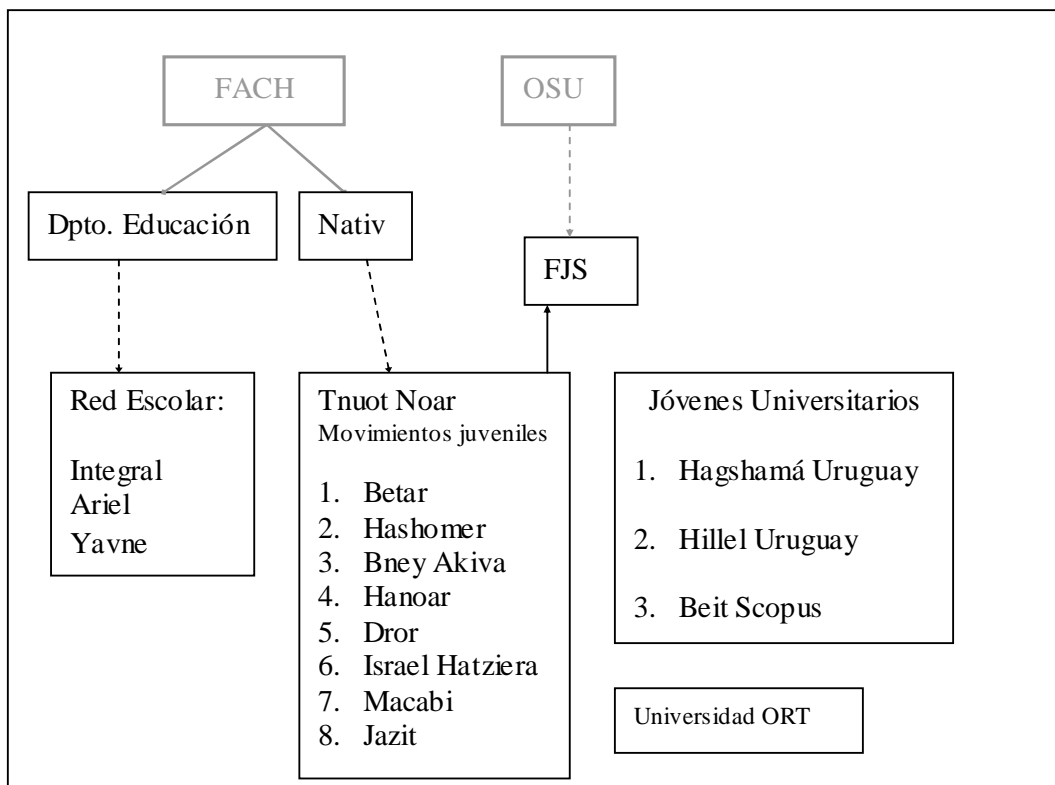 FACH
OSU
Dpto. Educación
Nativ
FJS
Red Escolar:
Integral
Ariel
Yavne
Tnuot Noar
Movimientos juveniles
1. Betar
2. Hashomer
3. Bney Akiva
4. Hanoar
5. Dror
6. Israel Hatziera
7. Macabi
8. Jazit
Jóvenes Universitarios
1. Hagshamá Uruguay
2. Hillel Uruguay
3. Beit Scopus
Universidad ORT